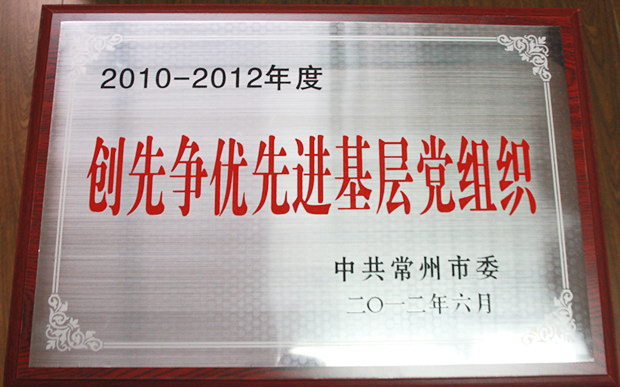 2010-2012年度
创先争优先进基层党组织
中共常州市委
二〇一二年六月